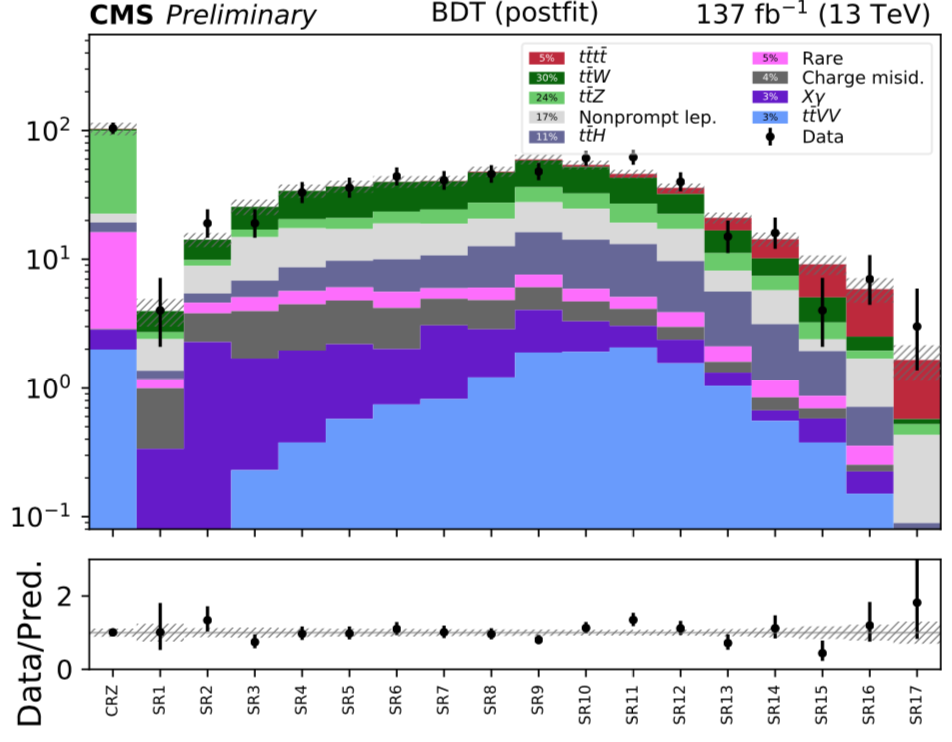 CMS Preliminary BDT (postfit) 137 fb⁻¹ (13 TeV)
5% tt̄tt̄ 5% Rare
30% tt̄W 4% Charge misid.
24% tt̄Z 3% Xγ
17% Nonprompt lep. 3% tt̄VV
11% tt̄H Data
10²
10¹
10⁰
10⁻¹
Data/Pred.
2
1
0
CRZ SR1 SR2 SR3 SR4 SR5 SR6 SR7 SR8 SR9 SR10 SR11 SR12 SR13 SR14 SR15 SR16 SR17